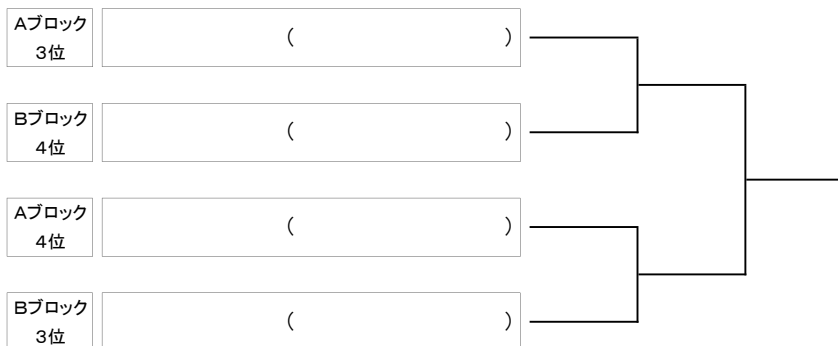 Aブロック
3位
(　　　　　)
Bブロック
4位
(　　　　　)
Aブロック
4位
(　　　　　)
Bブロック
3位
(　　　　　)